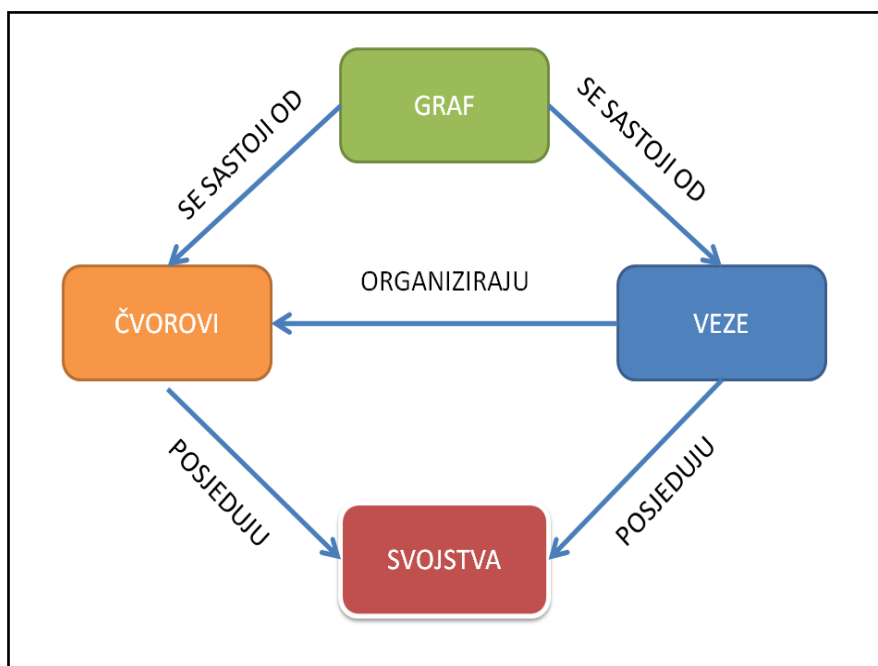 GRAF
SE SASTOJI OD
SE SASTOJI OD
ORGANIZIRAJU
ČVOROVI
VEZE
POSJEDUJU
POSJEDUJU
SVOJSTVA